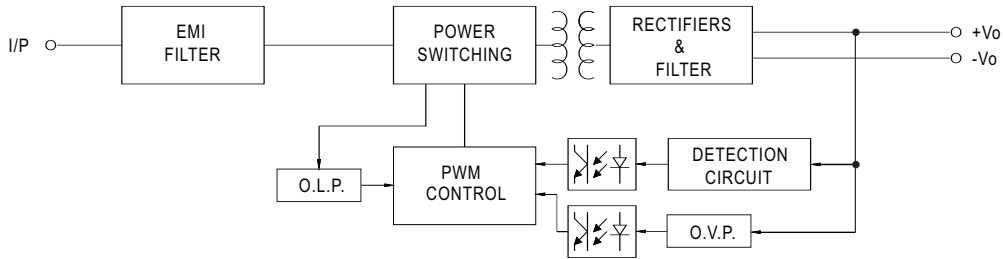 I/P
EMI
FILTER
POWER
SWITCHING
RECTIFIERS
&
FILTER
+Vo
-Vo
O.L.P.
PWM
CONTROL
DETECTION
CIRCUIT
O.V.P.